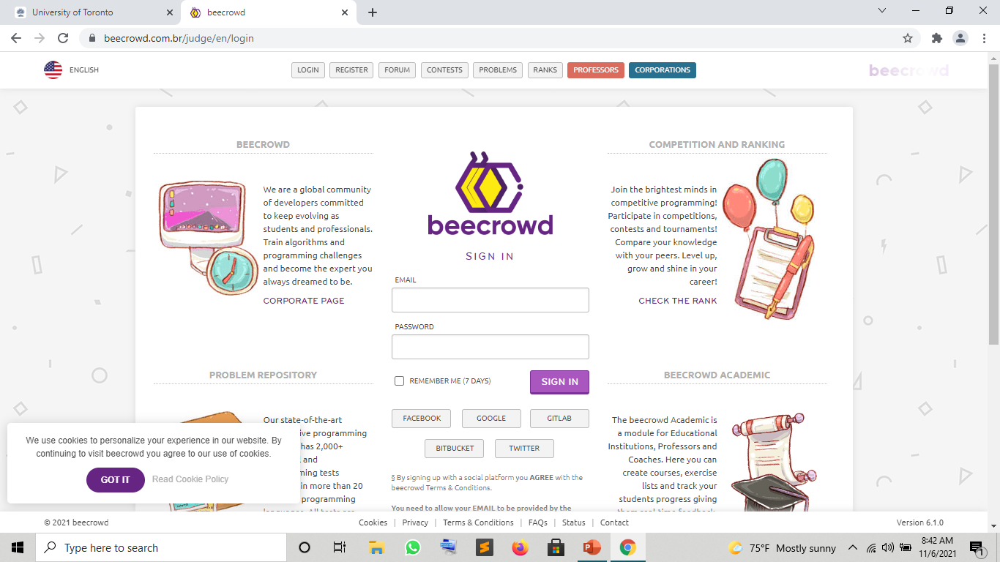 University of Toronto
beecrowd
beecrowd.com.br/judge/en/login
ENGLISH
LOGIN
REGISTER
FORUM
CONTESTS
PROBLEMS
RANKS
PROFESSORS
CORPORATIONS
beecrowd
BEECROWD
We are a global community
of developers committed
to keep evolving as
students and professionals.
Train algorithms and
programming challenges
and become the expert you
always dreamed to be.
CORPORATE PAGE
beecrowd
SIGN IN
EMAIL
PASSWORD
REMEMBER ME (7 DAYS)
SIGN IN
FACEBOOK
GOOGLE
GITLAB
BITBUCKET
TWITTER
§ By signing up with a social platform you AGREE with the
beecrowd Terms & Conditions.
You need to allow your EMAIL to be provided by the
COMPETITION AND RANKING
Join the brightest minds in
competitive programming!
Participate in competitions,
contests and tournaments!
Compare your knowledge
with your peers. Level up,
grow and shine in your
career!
CHECK THE RANK
PROBLEM REPOSITORY
Our state-of-the-art
ive programming
has 2,000+
and
ming tests
in more than 20
programming
languages. All tests are
BEECROWD ACADEMIC
The beecrowd Academic is
a module for Educational
Institutions, Professors and
Coaches. Here you can
create courses, exercise
lists and track your
students progress giving
them real-time feedback.
We use cookies to personalize your experience in our website. By
continuing to visit beecrowd you agree to our use of cookies.
GOT IT
Read Cookie Policy
© 2021 beecrowd
Cookies | Privacy | Terms & Conditions | FAQs | Status | Contact
Version 6.1.0
Type here to search
75°F Mostly sunny
8:42 AM
11/6/2021
1